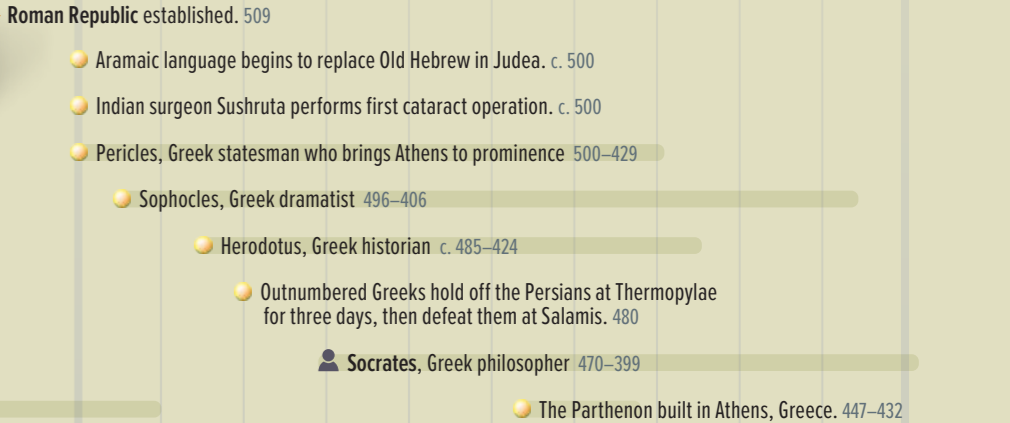 Roman Republic established. 509
Aramaic language begins to replace Old Hebrew in Judea. c. 500
Indian surgeon Sushruta performs first cataract operation. c. 500
Pericles, Greek statesman who brings Athens to prominence 500–429
Sophocles, Greek dramatist 496–406
Herodotus, Greek historian c. 485–424
Outnumbered Greeks hold off the Persians at Thermopylae
for three days, then defeat them at Salamis. 480
Socrates, Greek philosopher 470–399
The Parthenon built in Athens, Greece. 447–432